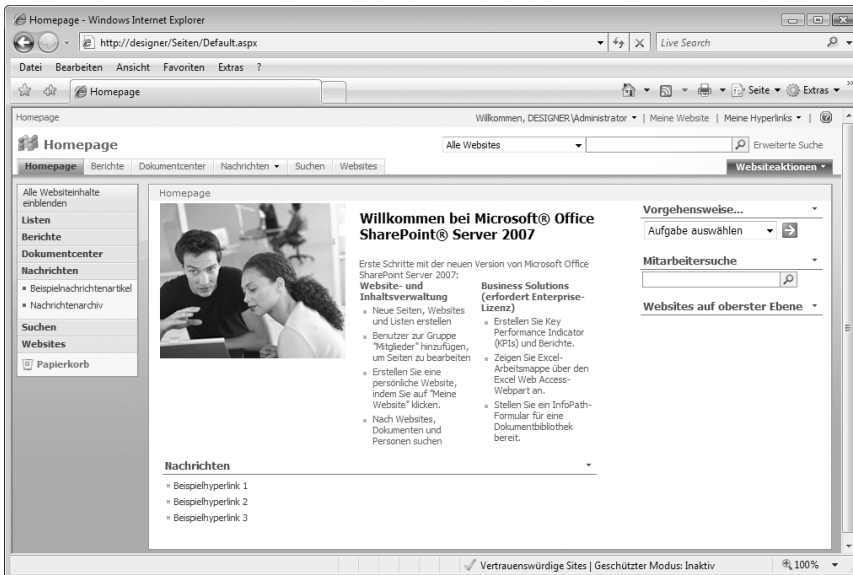 Homepage - Windows Internet Explorer
http://designer/Seiten/Default.aspx
Live Search
Datei Bearbeiten Ansicht Favoriten Extras ?
Homepage
Seite Extras
Homepage
Willkommen, DESIGNER\Administrator | Meine Website | Meine Hyperlinks |
Homepage
Alle Websites
Erweiterte Suche
Homepage Berichte Dokumentcenter Nachrichten Suchen Websites
Websiteaktionen
Alle Websiteinhalte
einblenden
Listen
Berichte
Dokumentcenter
Nachrichten
Beispielnachrichtenartikel
Nachrichtenarchiv
Suchen
Websites
Papierkorb
Homepage
Willkommen bei Microsoft® Office
SharePoint® Server 2007
Erste Schritte mit der neuen Version von Microsoft Office
SharePoint Server 2007:
Website- und
Inhaltsverwaltung
Neue Seiten, Websites
und Listen erstellen
Benutzer zur Gruppe
"Mitglieder" hinzufügen,
um Seiten zu bearbeiten
Erstellen Sie eine
persönliche Website,
indem Sie auf "Meine
Website" klicken.
Nach Websites,
Dokumenten und
Personen suchen
Business Solutions
(erfordert Enterprise-
Lizenz)
Erstellen Sie Key
Performance Indicator
(KPIs) und Berichte.
Zeigen Sie Excel-
Arbeitsmappe über den
Excel Web Access-
Webpart an.
Stellen Sie ein InfoPath-
Formular für eine
Dokumentbibliothek
bereit.
Nachrichten
Beispielhyperlink 1
Beispielhyperlink 2
Beispielhyperlink 3
Vorgehensweise...
Aufgabe auswählen
Mitarbeitersuche
Websites auf oberster Ebene
Vertrauenswürdige Sites | Geschützter Modus: Inaktiv
100%